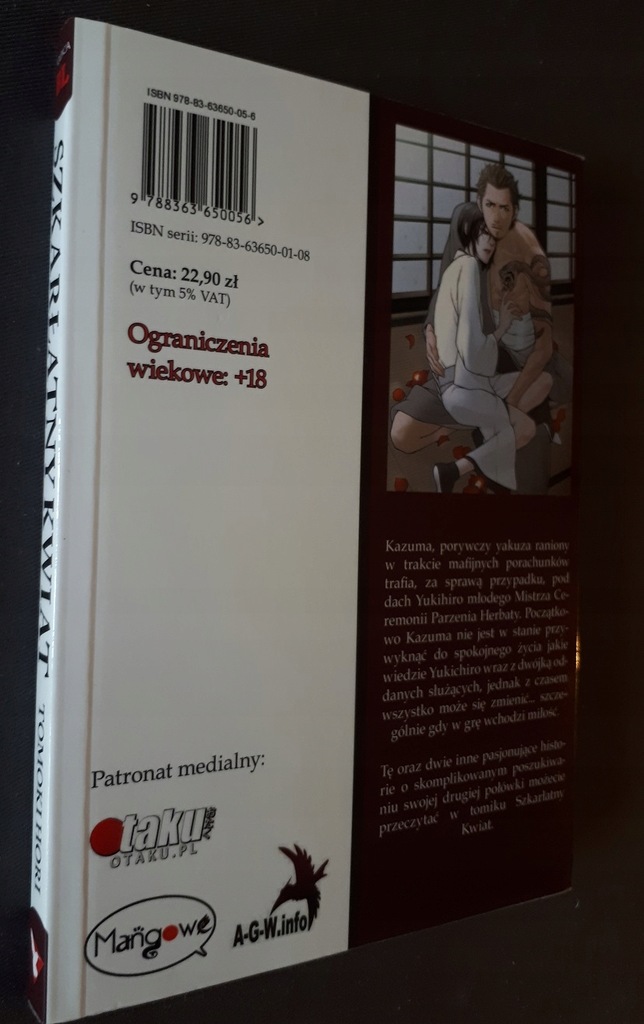 SZKARŁATNY KWIAT
TOMOKI HORI
ISBN 978-83-63650-05-6
9 788363 650056 >
ISBN serii: 978-83-63650-01-08
Cena: 22,90 zł
(w tym 5% VAT)
Ograniczenia
wiekowe: +18
Patronat medialny:
Otaku
OTAKU.PL
Mangowe
A-G-W.info
Kazuma, porywczy yakuza raniony
w trakcie mafijnych porachunków
trafia, za sprawą przypadku, pod
dach Yukihiro młodego Mistrza Ce-
remonii Parzenia Herbaty. Początko-
wo Kazuma nie jest w stanie przy-
wyknąć do spokojnego życia jakie
wiedzie Yukichiro wraz z dwójką od-
danych służących, jednak z czasem
wszystko może się zmienić... szcze-
gólnie gdy w grę wchodzi miłość.
Tę oraz dwie inne pasjonujące histo-
rie o skomplikowanym poszukiwa-
niu swojej drugiej połówki możecie
przeczytać w tomiku Szkarłatny
Kwiat.